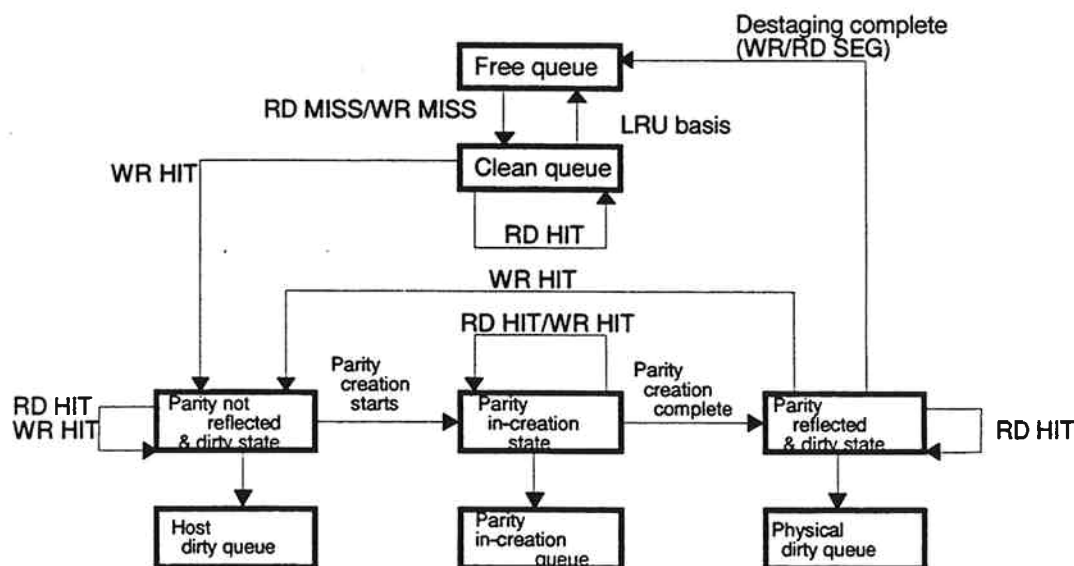 Destaging complete
(WR/RD SEG)
Free queue
RD MISS/WR MISS
LRU basis
Clean queue
WR HIT
RD HIT
WR HIT
RD HIT/WR HIT
Parity
creation
starts
Parity
creation
complete
RD HIT
WR HIT
Parity not
reflected
& dirty state
Parity
in-creation
state
Parity
reflected
& dirty state
RD HIT
Host
dirty queue
Parity
in-creation
queue
Physical
dirty queue